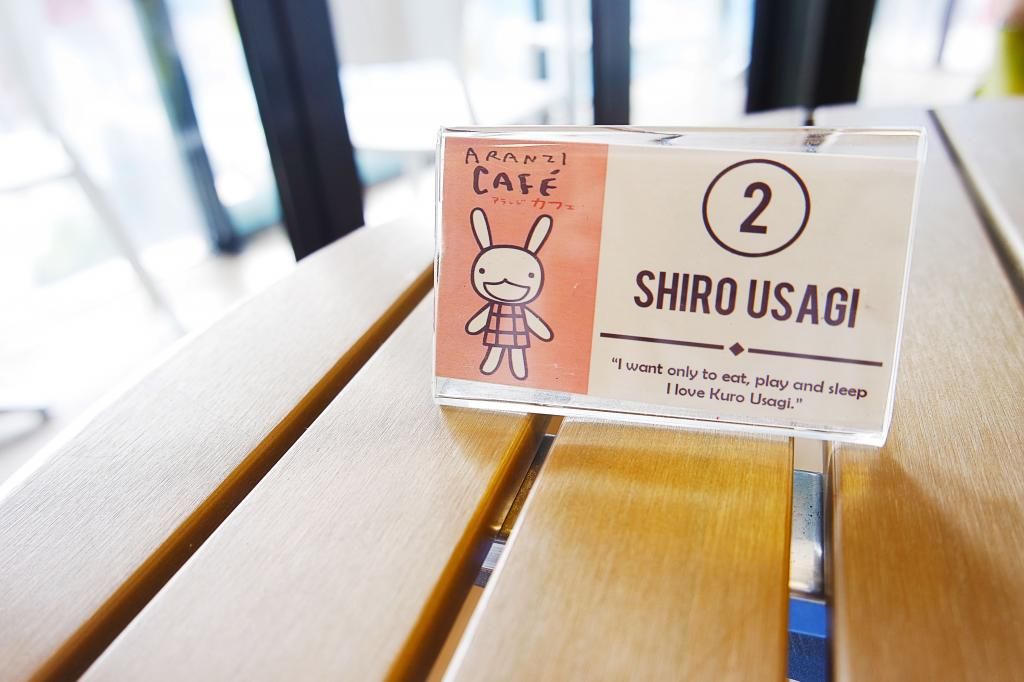 ARANZI
CAFÉ
アランジ カフェ
2
SHIRO USAGI
“I want only to eat, play and sleep
I love Kuro Usagi.”